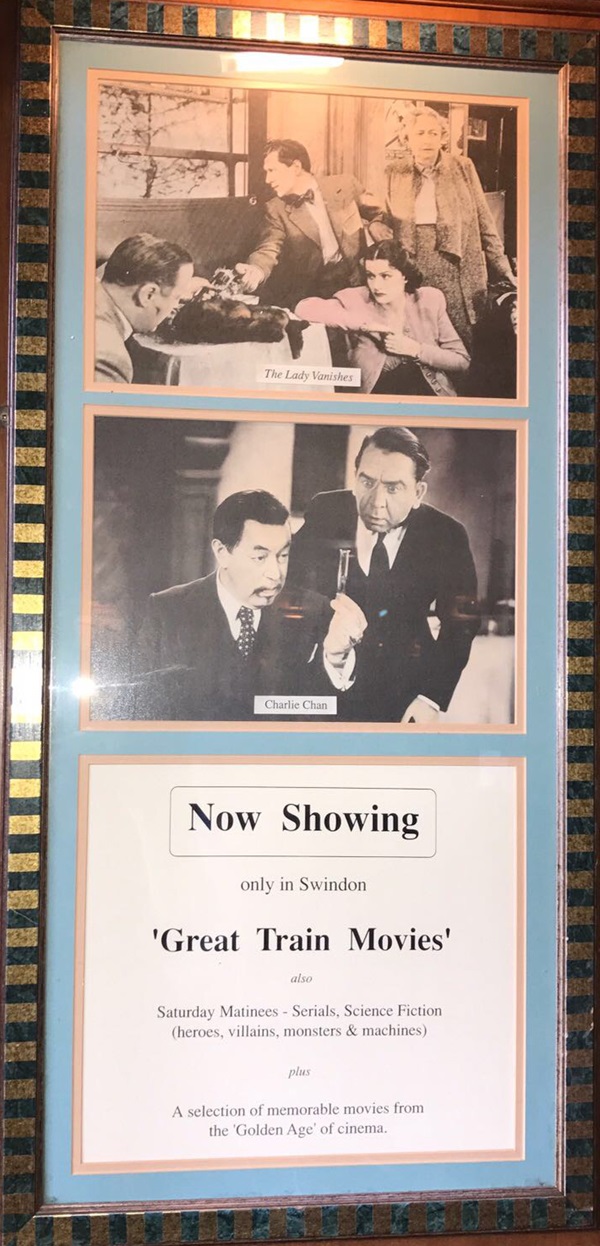 The Lady Vanishes
Charlie Chan
Now Showing
only in Swindon
'Great Train Movies'
also
Saturday Matinees - Serials, Science Fiction
(heroes, villains, monsters & machines)
plus
A selection of memorable movies from
the 'Golden Age' of cinema.